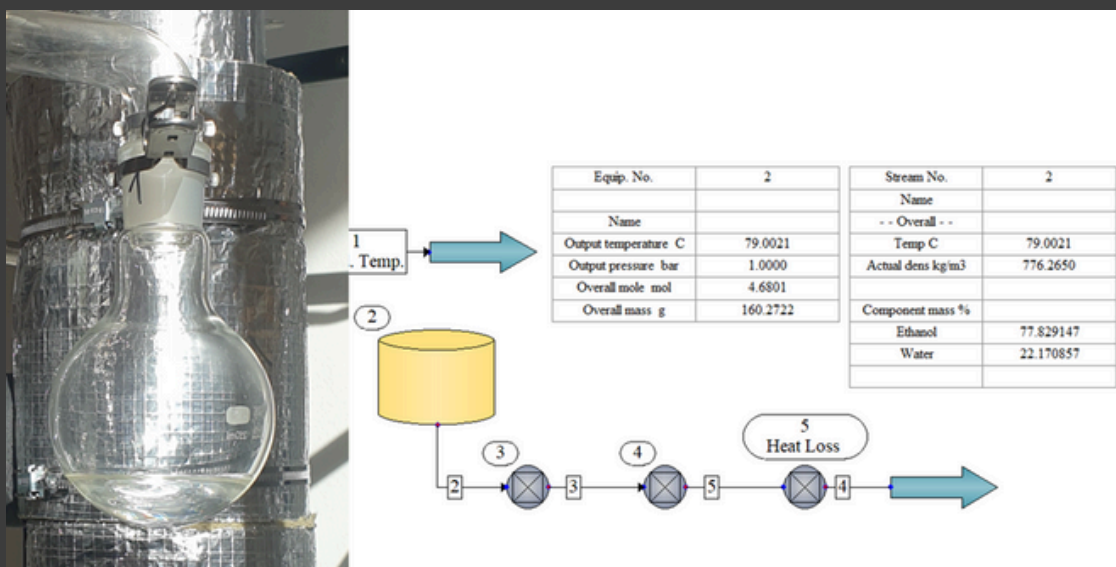 1
. Temp.
Equip. No. 2
Name
Output temperature C 79.0021
Output pressure bar 1.0000
Overall mole mol 4.6801
Overall mass g 160.2722
Stream No. 2
Name
- - Overall - -
Temp C 79.0021
Actual dens kg/m3 776.2650
Component mass %
Ethanol 77.829147
Water 22.170857
2
3
4
5
Heat Loss
2
3
5
4